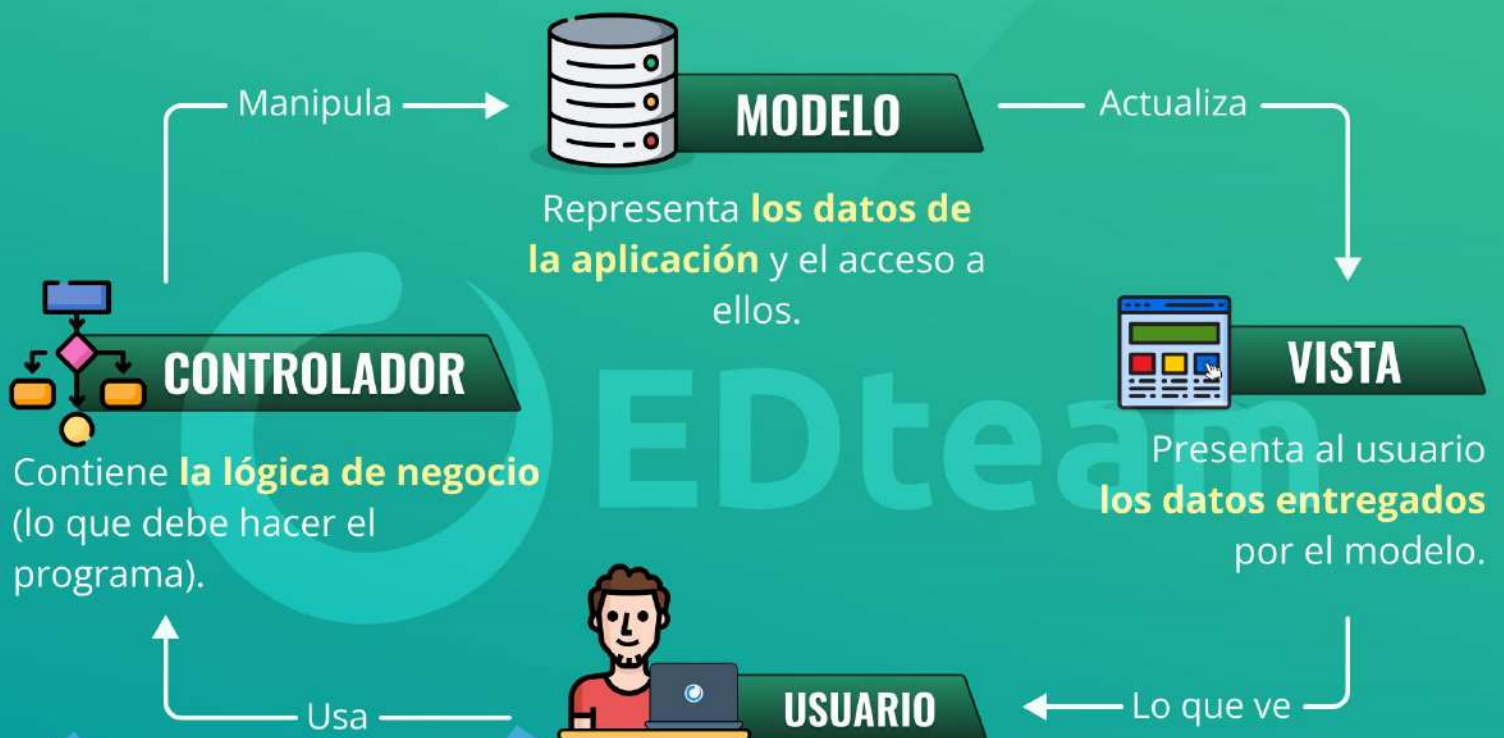 Manipula
MODELO
Actualiza
Representa los datos de
la aplicación y el acceso a
ellos.
CONTROLADOR
VISTA
EDteam
Contiene la lógica de negocio
(lo que debe hacer el
programa).
Presenta al usuario
los datos entregados
por el modelo.
Usa
USUARIO
Lo que ve